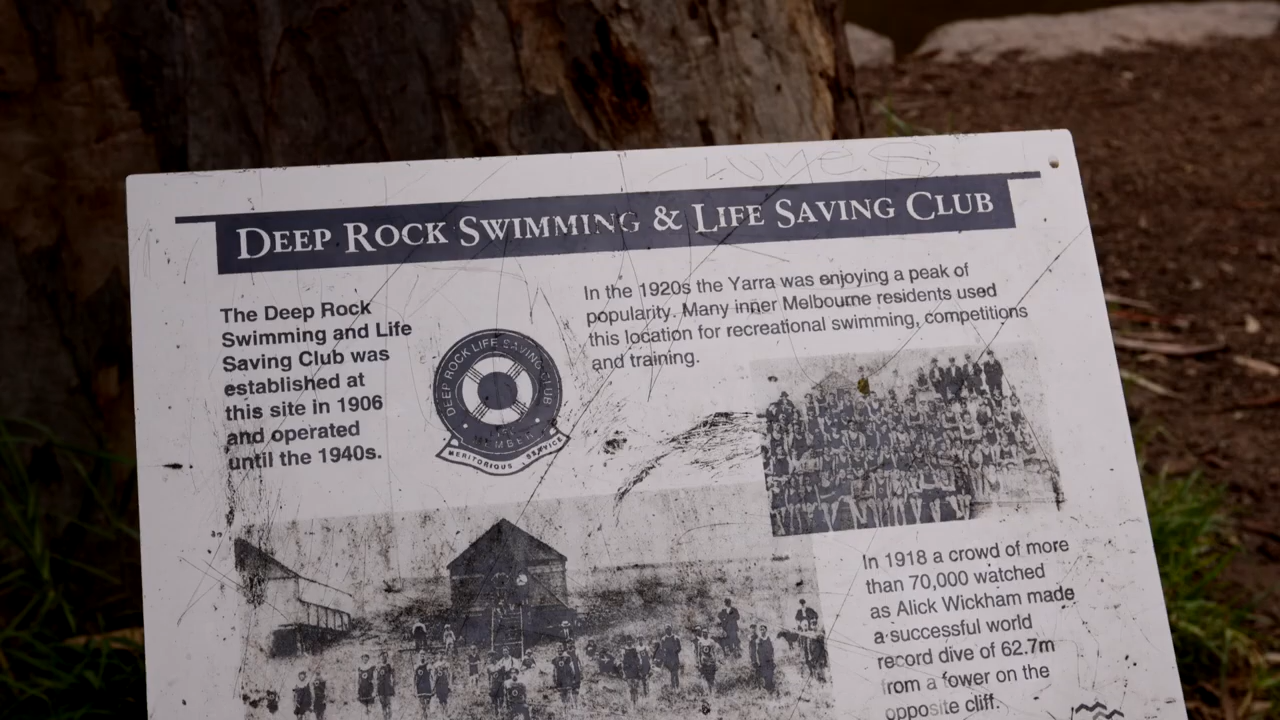 DEEP ROCK SWIMMING & LIFE SAVING CLUB
The Deep Rock
Swimming and Life
Saving Club was
established at
this site in 1906
and operated
until the 1940s.
DEEP ROCK LIFE SAVING CLUB
MEMBER
MERITORIOUS SERVICE
In the 1920s the Yarra was enjoying a peak of
popularity. Many inner Melbourne residents used
this location for recreational swimming, competitions
and training.
In 1918 a crowd of more
than 70,000 watched
as Alick Wickham made
a successful world
record dive of 62.7m
from a tower on the
opposite cliff.